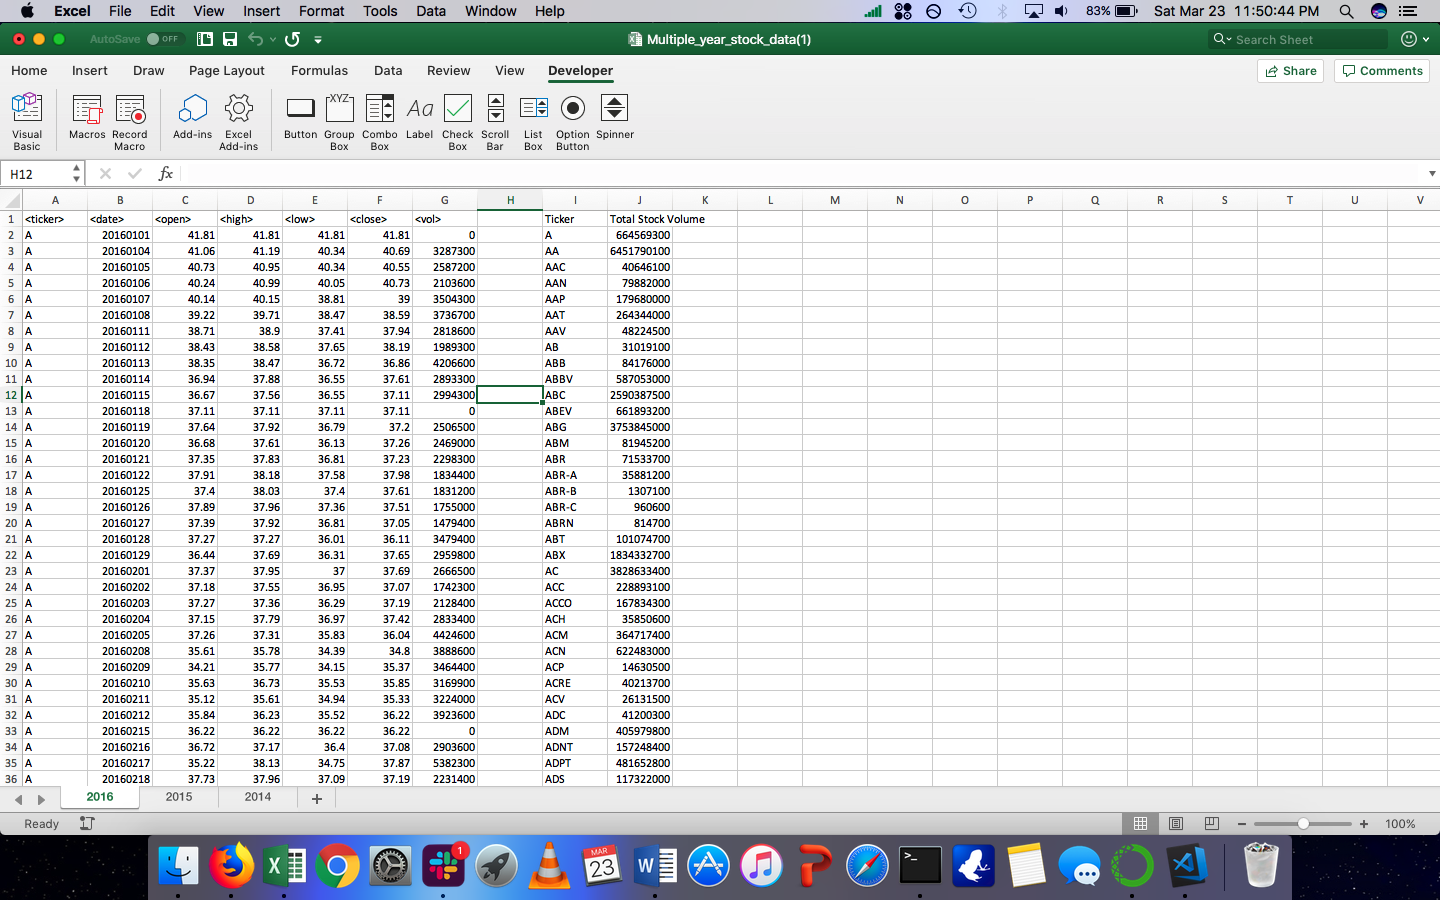 Excel File Edit View Insert Format Tools Data Window Help 83% Sat Mar 23 11:50:44 PM
AutoSave OFF Multiple_year_stock_data(1) Search Sheet
Home Insert Draw Page Layout Formulas Data Review View Developer Share Comments
XYZ Aa
Visual Basic Macros Record Macro Add-ins Excel Add-ins Button Group Box Combo Box Label Check Box Scroll Bar List Box Option Button Spinner
H12 fx
A B C D E F G H I J K L M N O P Q R S T U V
1 <ticker> <date> <open> <high> <low> <close> <vol> Ticker Total Stock Volume
2 A 20160101 41.81 41.81 41.81 41.81 0 A 664569300
3 A 20160104 41.06 41.19 40.34 40.69 3287300 AA 6451790100
4 A 20160105 40.73 40.95 40.34 40.55 2587200 AAC 40646100
5 A 20160106 40.24 40.99 40.05 40.73 2103600 AAN 79882000
6 A 20160107 40.14 40.15 38.81 39 3504300 AAP 179680000
7 A 20160108 39.22 39.71 38.47 38.59 3736700 AAT 264344000
8 A 20160111 38.71 38.9 37.41 37.94 2818600 AAV 48224500
9 A 20160112 38.43 38.58 37.65 38.19 1989300 AB 31019100
10 A 20160113 38.35 38.47 36.72 36.86 4206600 ABB 84176000
11 A 20160114 36.94 37.88 36.55 37.61 2893300 ABBV 587053000
12 A 20160115 36.67 37.56 36.55 37.11 2994300 ABC 2590387500
13 A 20160118 37.11 37.11 37.11 37.11 0 ABEV 661893200
14 A 20160119 37.64 37.92 36.79 37.2 2506500 ABG 3753845000
15 A 20160120 36.68 37.61 36.13 37.26 2469000 ABM 81945200
16 A 20160121 37.35 37.83 36.81 37.23 2298300 ABR 71533700
17 A 20160122 37.91 38.18 37.58 37.98 1834400 ABR-A 35881200
18 A 20160125 37.4 38.03 37.4 37.61 1831200 ABR-B 1307100
19 A 20160126 37.89 37.96 37.36 37.51 1755000 ABR-C 960600
20 A 20160127 37.39 37.92 36.81 37.05 1479400 ABRN 814700
21 A 20160128 37.27 37.27 36.01 36.11 3479400 ABT 101074700
22 A 20160129 36.44 37.69 36.31 37.65 2959800 ABX 1834332700
23 A 20160201 37.37 37.95 37 37.69 2666500 AC 3828633400
24 A 20160202 37.18 37.55 36.95 37.07 1742300 ACC 228893100
25 A 20160203 37.27 37.36 36.29 37.19 2128400 ACCO 167834300
26 A 20160204 37.15 37.79 36.97 37.42 2833400 ACH 35850600
27 A 20160205 37.26 37.31 35.83 36.04 4424600 ACM 364717400
28 A 20160208 35.61 35.78 34.39 34.8 3888600 ACN 622483000
29 A 20160209 34.21 35.77 34.15 35.37 3464400 ACP 14630500
30 A 20160210 35.63 36.73 35.53 35.85 3169900 ACRE 40213700
31 A 20160211 35.12 35.61 34.94 35.33 3224000 ACV 26131500
32 A 20160212 35.84 36.23 35.52 36.22 3923600 ADC 41200300
33 A 20160215 36.22 36.22 36.22 36.22 0 ADM 405979800
34 A 20160216 36.72 37.17 36.4 37.08 2903600 ADNT 157248400
35 A 20160217 35.22 38.13 34.75 37.87 5382300 ADPT 481652800
36 A 20160218 37.73 37.96 37.09 37.19 2231400 ADS 117322000
2016 2015 2014 +
Ready 100%
X 1 MAR 23 W >_